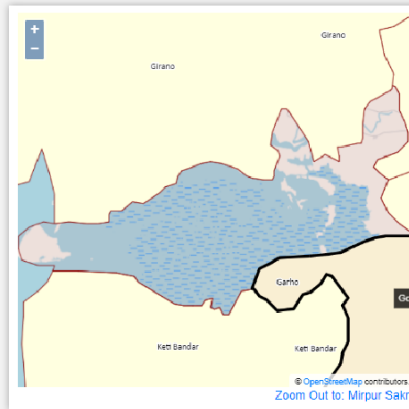 +
−
Girano
Girano
Garho
Keti Bandar
Keti Bandar
© OpenStreetMap contributors
Zoom Out to: Mirpur Sakr